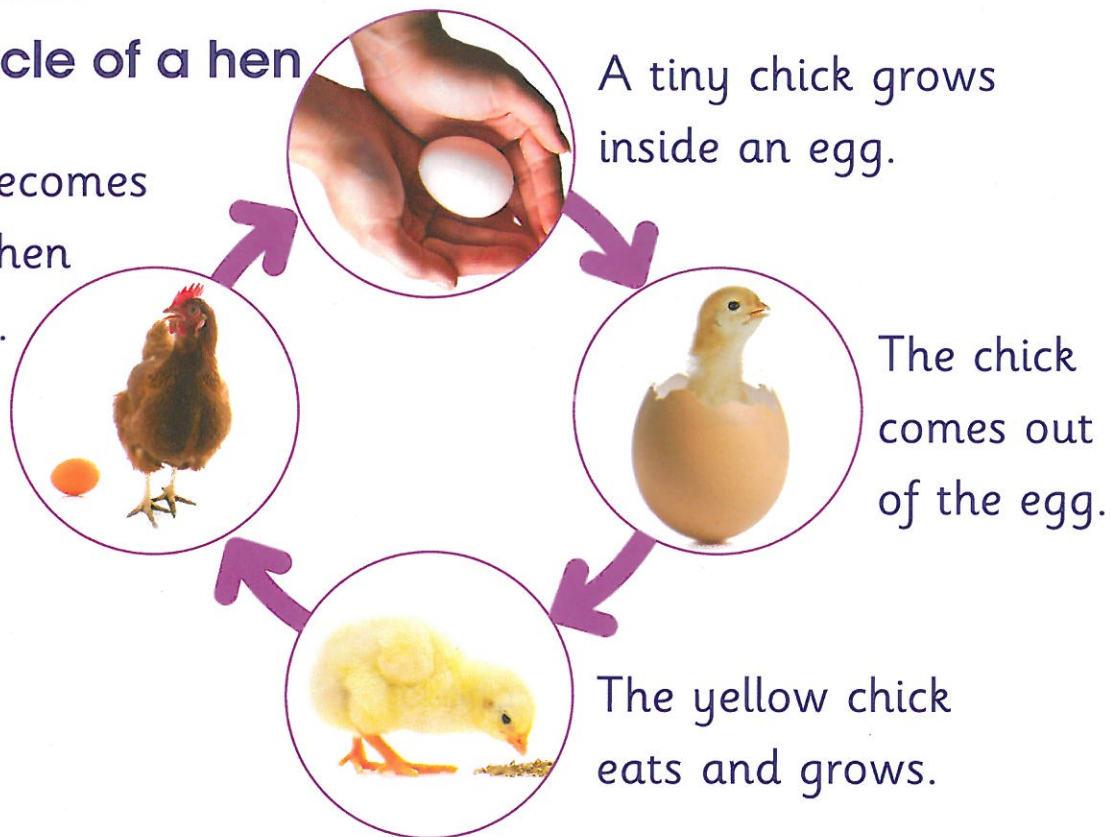 cle of a hen
A tiny chick grows
inside an egg.
The chick
comes out
of the egg.
The yellow chick
eats and grows.
ecomes
hen
.